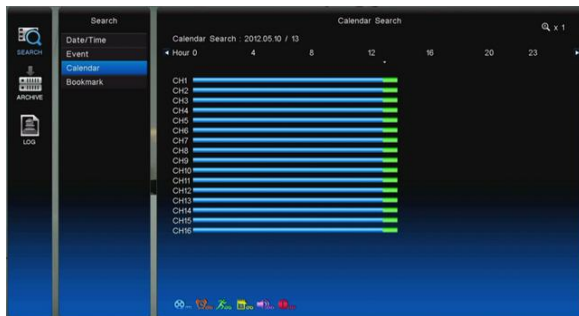 Search
Calendar Search
x 1
SEARCH
ARCHIVE
LOG
Date/Time
Event
Calendar
Bookmark
Calendar Search : 2012.05.10 / 13
Hour 0 4 8 12 16 20 23
CH1
CH2
CH3
CH4
CH5
CH6
CH7
CH8
CH9
CH10
CH11
CH12
CH13
CH14
CH15
CH16